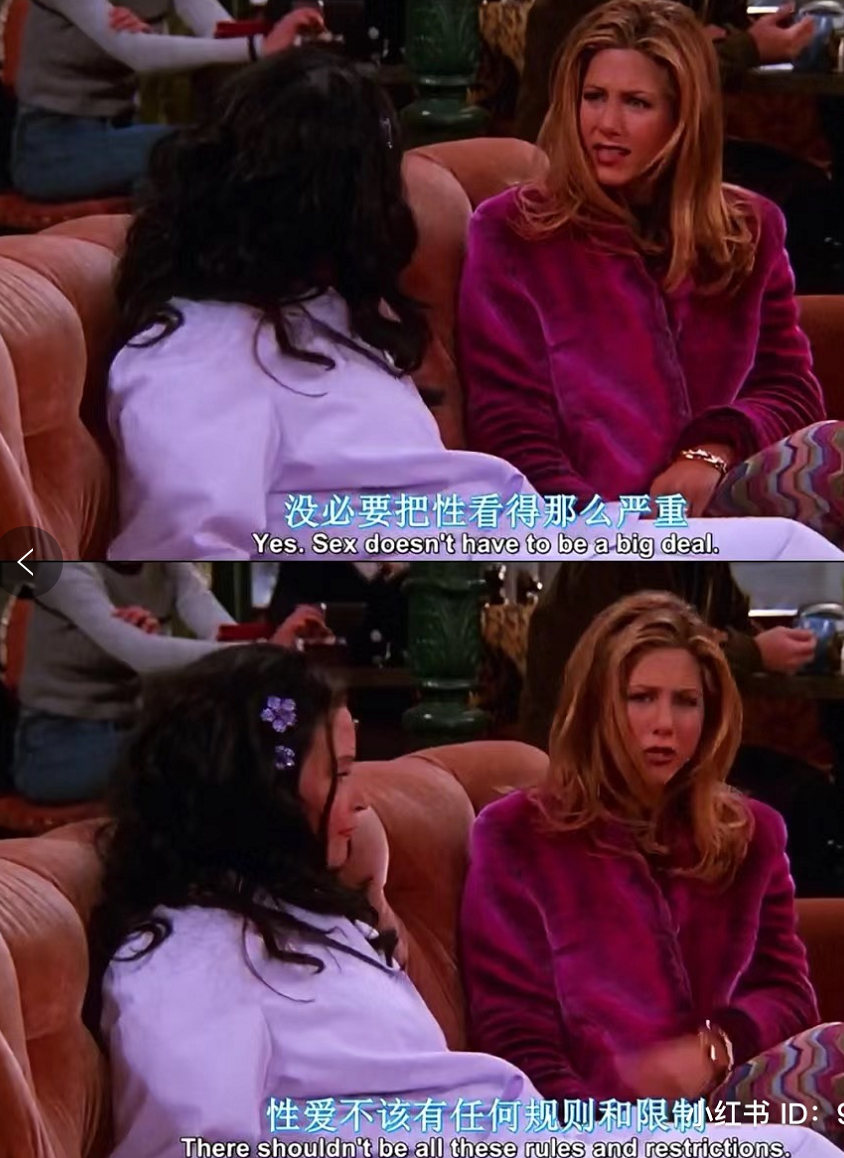 没必要把性看得那么严重
Yes. Sex doesn't have to be a big deal.
性爱不该有任何规则和限制
小红书 ID: 9
There shouldn't be all these rules and restrictions.